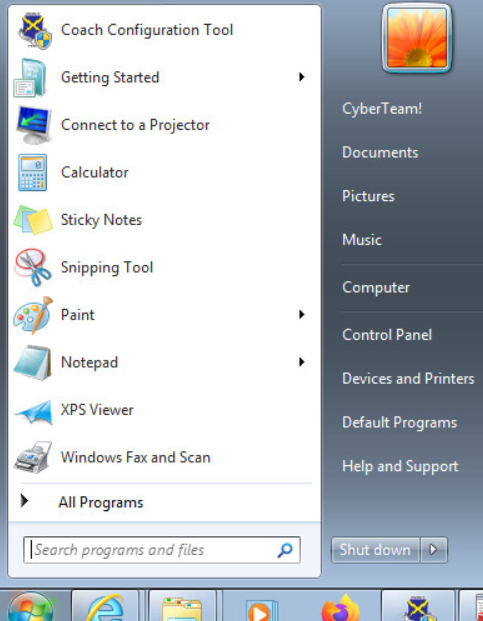 Coach Configuration Tool
Getting Started
Connect to a Projector
Calculator
Sticky Notes
Snipping Tool
Paint
Notepad
XPS Viewer
Windows Fax and Scan
All Programs
Search programs and files
CyberTeam!
Documents
Pictures
Music
Computer
Control Panel
Devices and Printers
Default Programs
Help and Support
Shut down